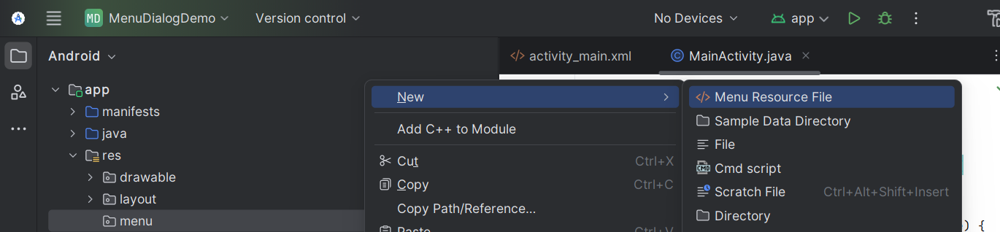 MD MenuDialogDemo Version control No Devices app
Android
activity_main.xml MainActivity.java
app
manifests
java
res
drawable
layout
menu
New
Add C++ to Module
Cut Ctrl+X
Copy Ctrl+C
Copy Path/Reference...
Paste Ctrl+V
Menu Resource File
Sample Data Directory
File
Cmd script
Scratch File Ctrl+Alt+Shift+Insert
Directory
) {